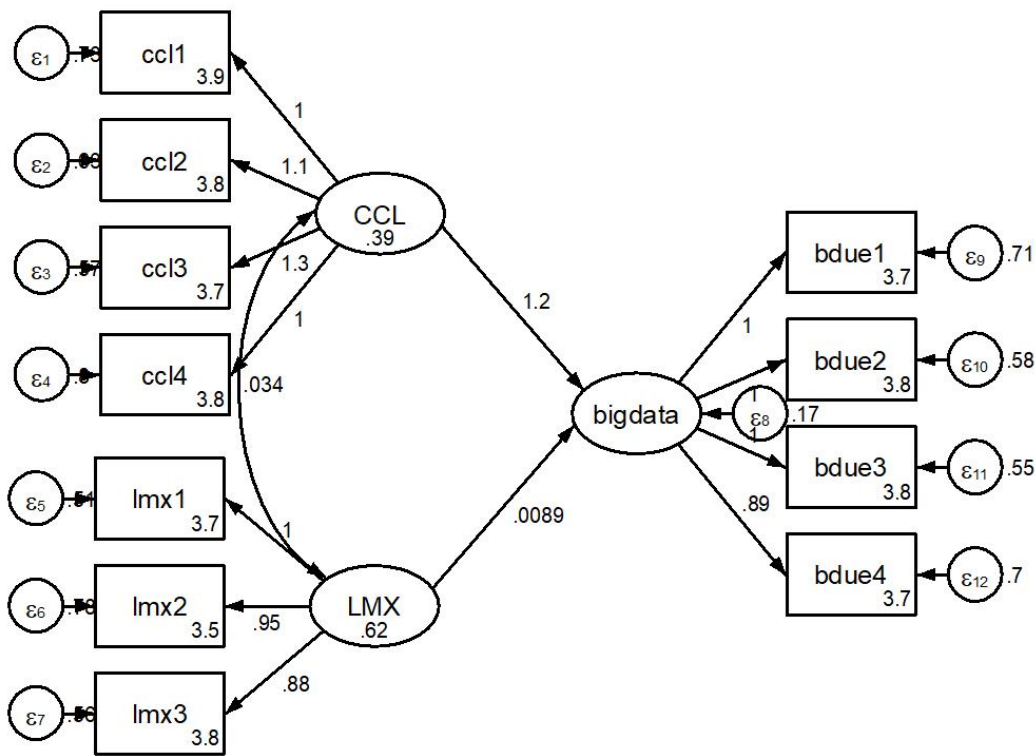 ε1
ccl1
3.9
ε2
ccl2
3.8
ε3
ccl3
3.7
ε4
ccl4
3.8
1
1.1
1.3
1
CCL
.39
.034
ε5
lmx1
3.7
ε6
lmx2
3.5
ε7
lmx3
3.8
1
.95
.88
LMX
.62
1.2
.0089
bigdata
ε8
.17
1
1
1
.89
bdue1
3.7
ε9
.71
bdue2
3.8
ε10
.58
bdue3
3.8
ε11
.55
bdue4
3.7
ε12
.7